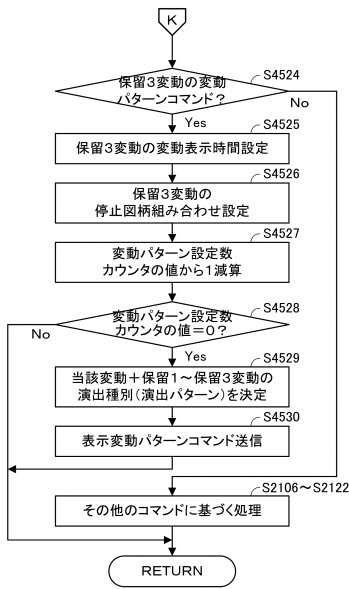 K
S4524
保留3変動の変動
パターンコマンド?
No
Yes
S4525
保留3変動の変動表示時間設定
S4526
保留3変動の
停止図柄組み合わせ設定
S4527
変動パターン設定数
カウンタの値から1減算
S4528
変動パターン設定数
カウンタの値=0?
No
Yes
S4529
当該変動+保留1~保留3変動の
演出種別(演出パターン)を決定
S4530
表示変動パターンコマンド送信
S2106~S2122
その他のコマンドに基づく処理
RETURN